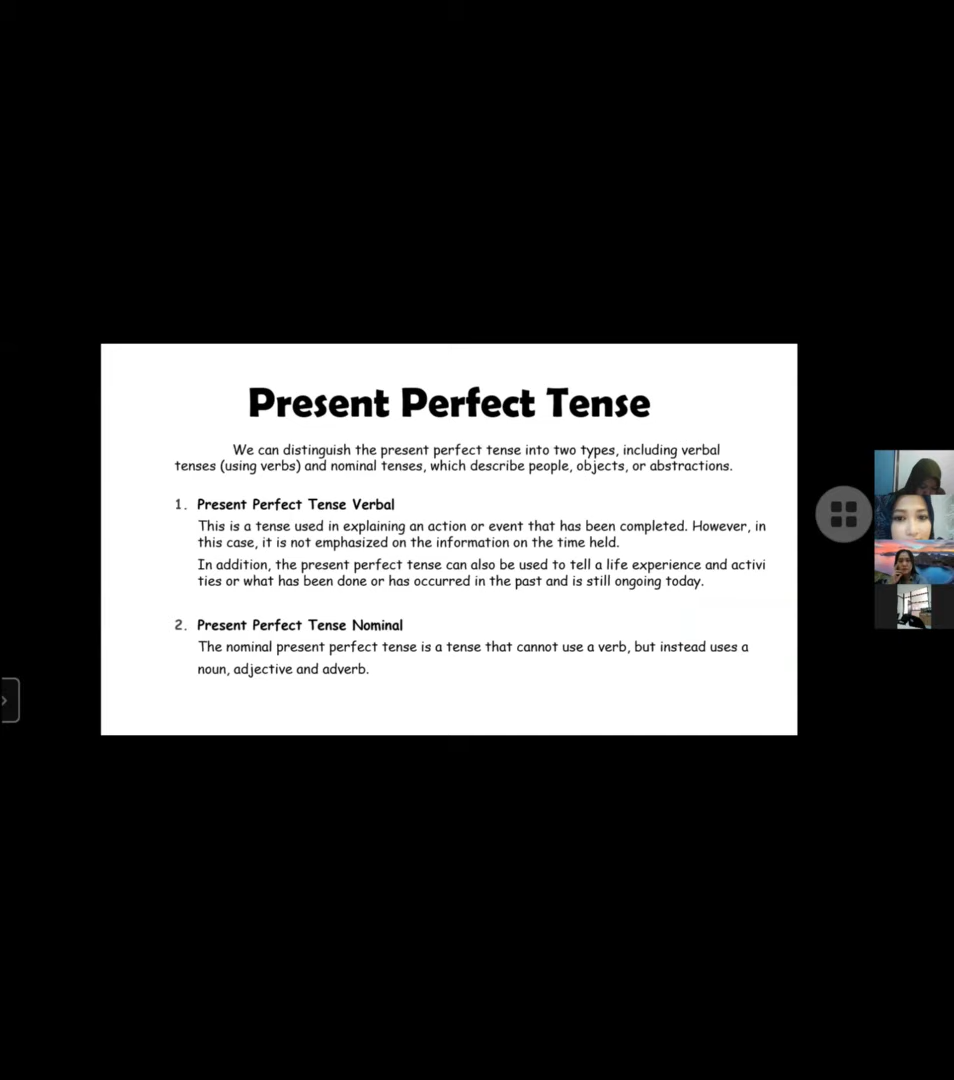 Present Perfect Tense
We can distinguish the present perfect tense into two types, including verbal
tenses (using verbs) and nominal tenses, which describe people, objects, or abstractions.
1. Present Perfect Tense Verbal
This is a tense used in explaining an action or event that has been completed. However, in
this case, it is not emphasized on the information on the time held.
In addition, the present perfect tense can also be used to tell a life experience and activi
ties or what has been done or has occurred in the past and is still ongoing today.
2. Present Perfect Tense Nominal
The nominal present perfect tense is a tense that cannot use a verb, but instead uses a
noun, adjective and adverb.